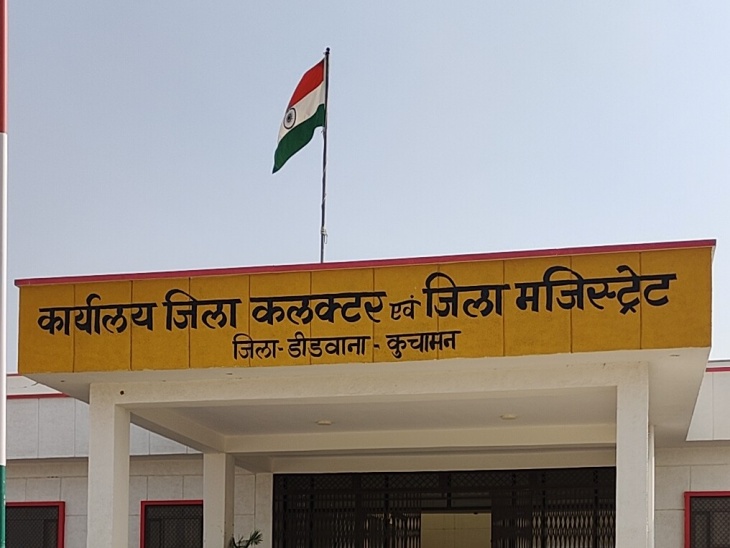 कार्यालय जिला कलक्टर एवं जिला मजिस्ट्रेट
जिला- डीडवाना - कुचामन